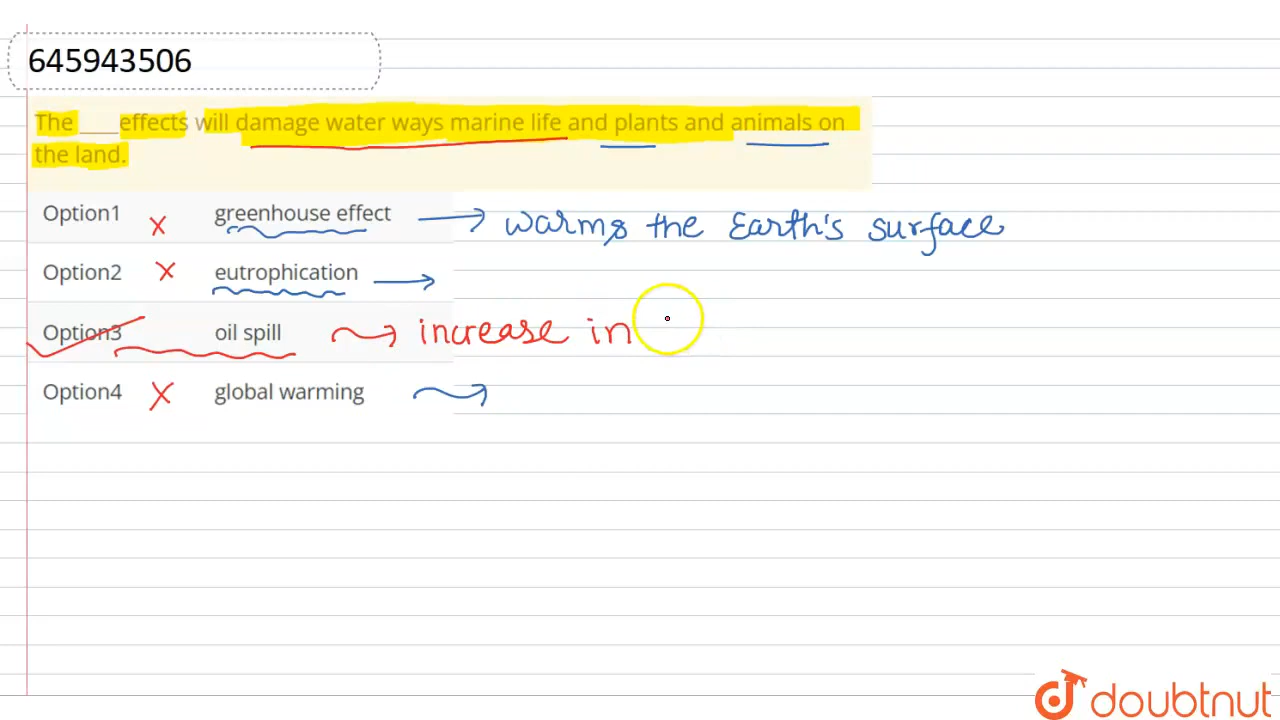 645943506
The ___effects will damage water ways marine life and plants and animals on
the land.
Option1 x greenhouse effect → warms the Earth's surface
Option2 x eutrophication →
Option3 oil spill → increase in
Option4 x global warming →
doubtnut